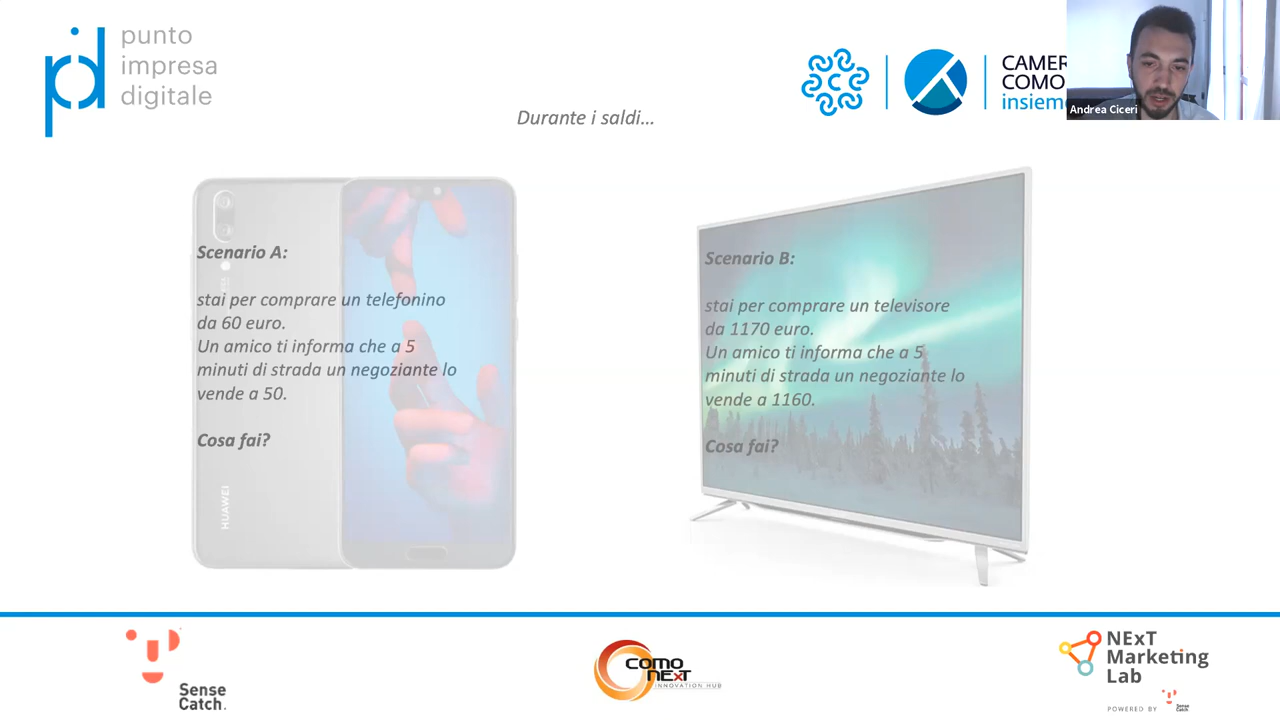 punto
impresa
digitale
CAMER
COMO
insiem
Andrea Ciceri
Durante i saldi...
Scenario A:
stai per comprare un telefonino
da 60 euro.
Un amico ti informa che a 5
minuti di strada un negoziante lo
vende a 50.
Cosa fai?
HUAWEI
Scenario B:
stai per comprare un televisore
da 1170 euro.
Un amico ti informa che a 5
minuti di strada un negoziante lo
vende a 1160.
Cosa fai?
Sense
Catch.
COMO
NExT
INNOVATION HUB
NExT
Marketing
Lab
POWERED BY
Sense
Catch